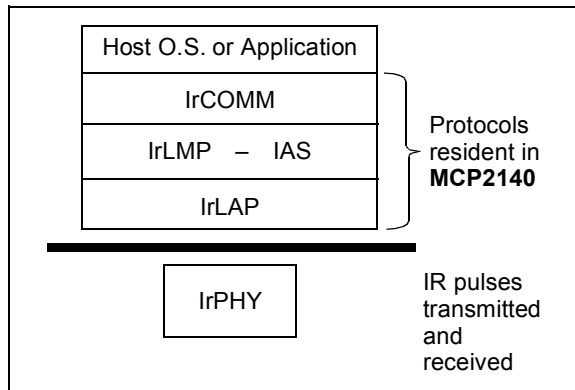 Host O.S. or Application
IrCOMM
IrLMP – IAS
IrLAP
Protocols
resident in
MCP2140
IrPHY
IR pulses
transmitted
and
received